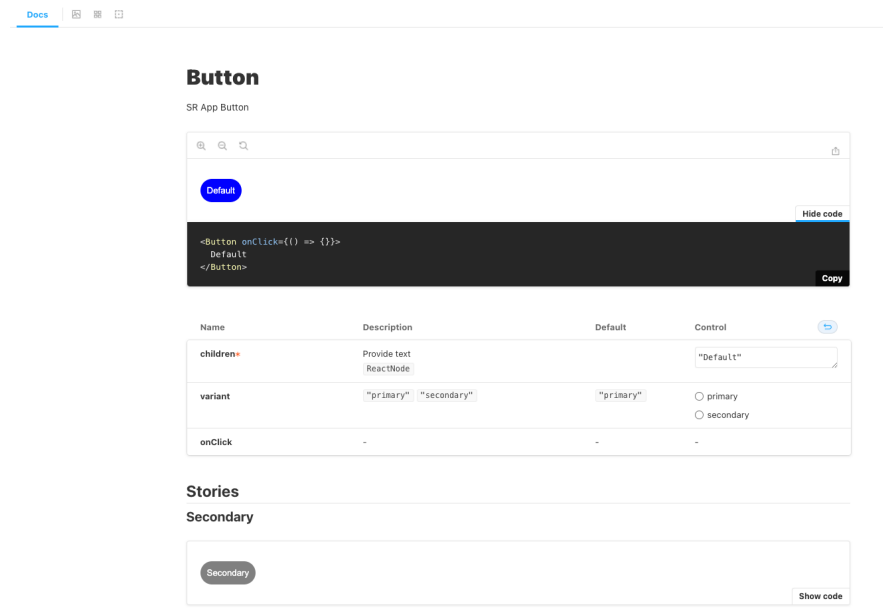 Docs
Button
SR App Button
Default
Hide code
<Button onClick={() => {}}>
Default
</Button>
Copy
Name Description Default Control
children* Provide text "Default"
ReactNode
variant "primary" "secondary" "primary" primary
secondary
onClick - - -
Stories
Secondary
Secondary
Show code